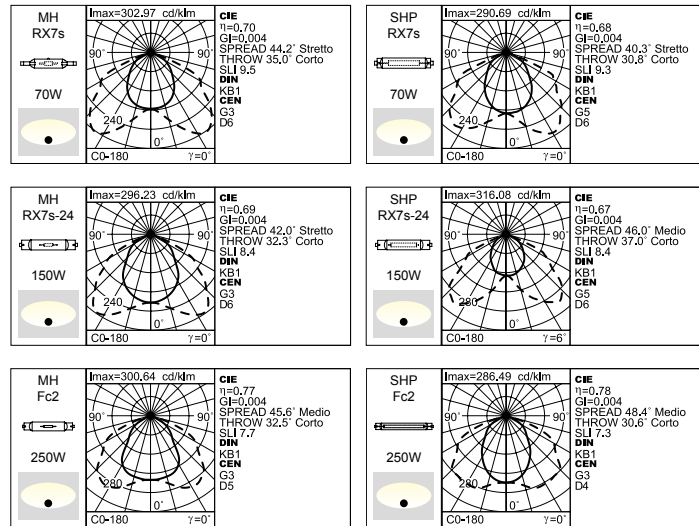 MH
RX7s
70W
Imax=302.97 cd/klm
90°
90°
240
0°
C0-180 γ=0°
CIE
η=0.70
GI=0.004
SPREAD 44.2° Stretto
THROW 35.0° Corto
SLI 9.5
DIN
KB1
CEN
G3
D6
SHP
RX7s
70W
Imax=290.69 cd/klm
90°
90°
240
0°
C0-180 γ=0°
CIE
η=0.68
GI=0.004
SPREAD 40.3° Stretto
THROW 30.8° Corto
SLI 9.3
DIN
KB1
CEN
G5
D6
MH
RX7s-24
150W
Imax=296.23 cd/klm
90°
90°
240
0°
C0-180 γ=0°
CIE
η=0.69
GI=0.004
SPREAD 42.0° Stretto
THROW 32.3° Corto
SLI 8.4
DIN
KB1
CEN
G3
D6
SHP
RX7s-24
150W
Imax=316.08 cd/klm
90°
90°
280
0°
C0-180 γ=6°
CIE
η=0.67
GI=0.004
SPREAD 46.0° Medio
THROW 37.0° Corto
SLI 8.4
DIN
KB1
CEN
G5
D6
MH
Fc2
250W
Imax=300.64 cd/klm
90°
90°
280
0°
C0-180 γ=0°
CIE
η=0.77
GI=0.004
SPREAD 45.6° Medio
THROW 32.5° Corto
SLI 7.7
DIN
KB1
CEN
G3
D5
SHP
Fc2
250W
Imax=286.49 cd/klm
90°
90°
280
0°
C0-180 γ=0°
CIE
η=0.78
GI=0.004
SPREAD 48.4° Medio
THROW 30.6° Corto
SLI 7.3
DIN
KB1
CEN
G3
D4